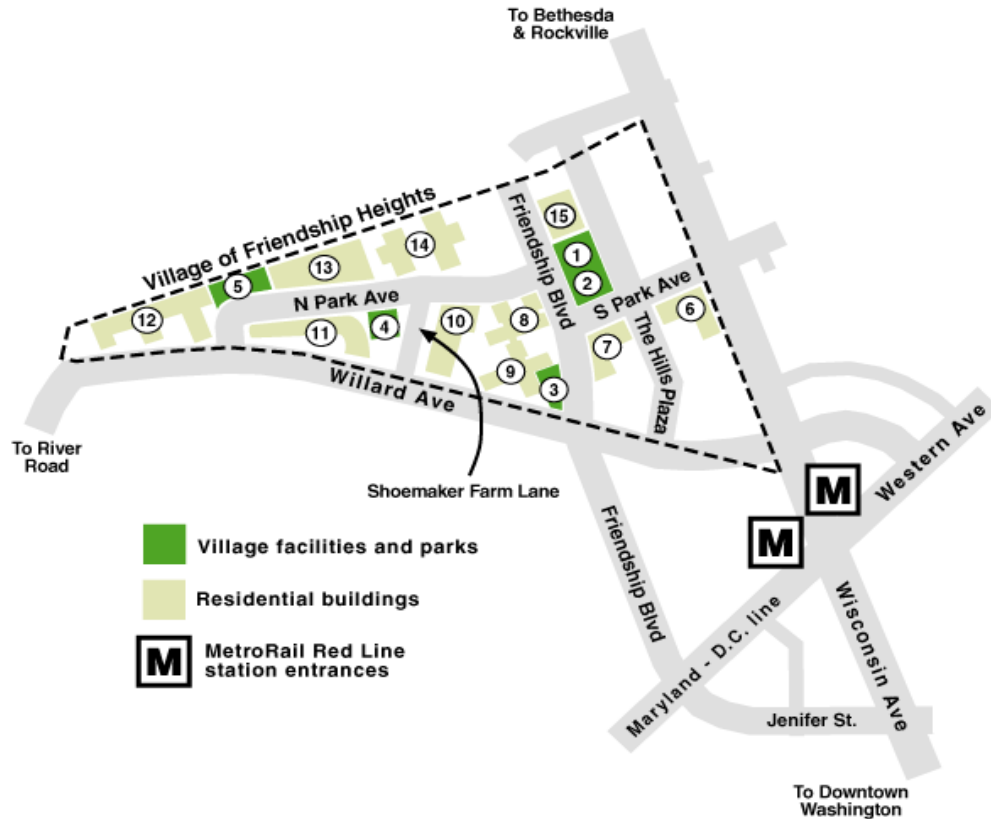 To Bethesda
& Rockville
Village of Friendship Heights
Friendship Blvd
15
1
2
14
13
5
N Park Ave
S Park Ave
12
11
4
10
8
7
6
9
3
The Hills Plaza
Willard Ave
To River
Road
Shoemaker Farm Lane
Western Ave
M
M
Village facilities and parks
Residential buildings
M
MetroRail Red Line
station entrances
Friendship Blvd
Maryland - D.C. line
Wisconsin Ave
Jenifer St.
To Downtown
Washington